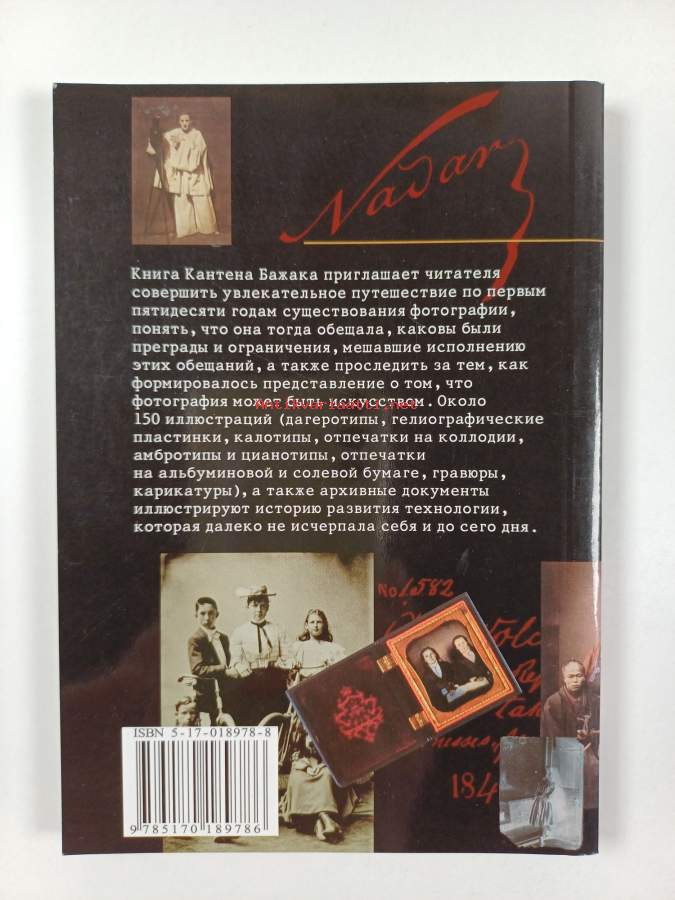 Nadar
Книга Кантена Бажака приглашает читателя
совершить увлекательное путешествие по первым
пятидесяти годам существования фотографии,
понять, что она тогда обещала, каковы были
преграды и ограничения, мешавшие исполнению
этих обещаний, а также проследить за тем, как
формировалось представление о том, что
фотография может быть искусством. Около
Antikvariaatti.net
150 иллюстраций (дагеротипы, гелиографические
пластинки, калотипы, отпечатки на коллодии,
амбротипы и цианотипы, отпечатки
на альбуминовой и солевой бумаге, гравюры,
карикатуры), а также архивные документы
иллюстрируют историю развития технологии,
которая далеко не исчерпала себя и до сего дня.
No 1582
184
ISBN 5-17-018978-8
9 785170 189786